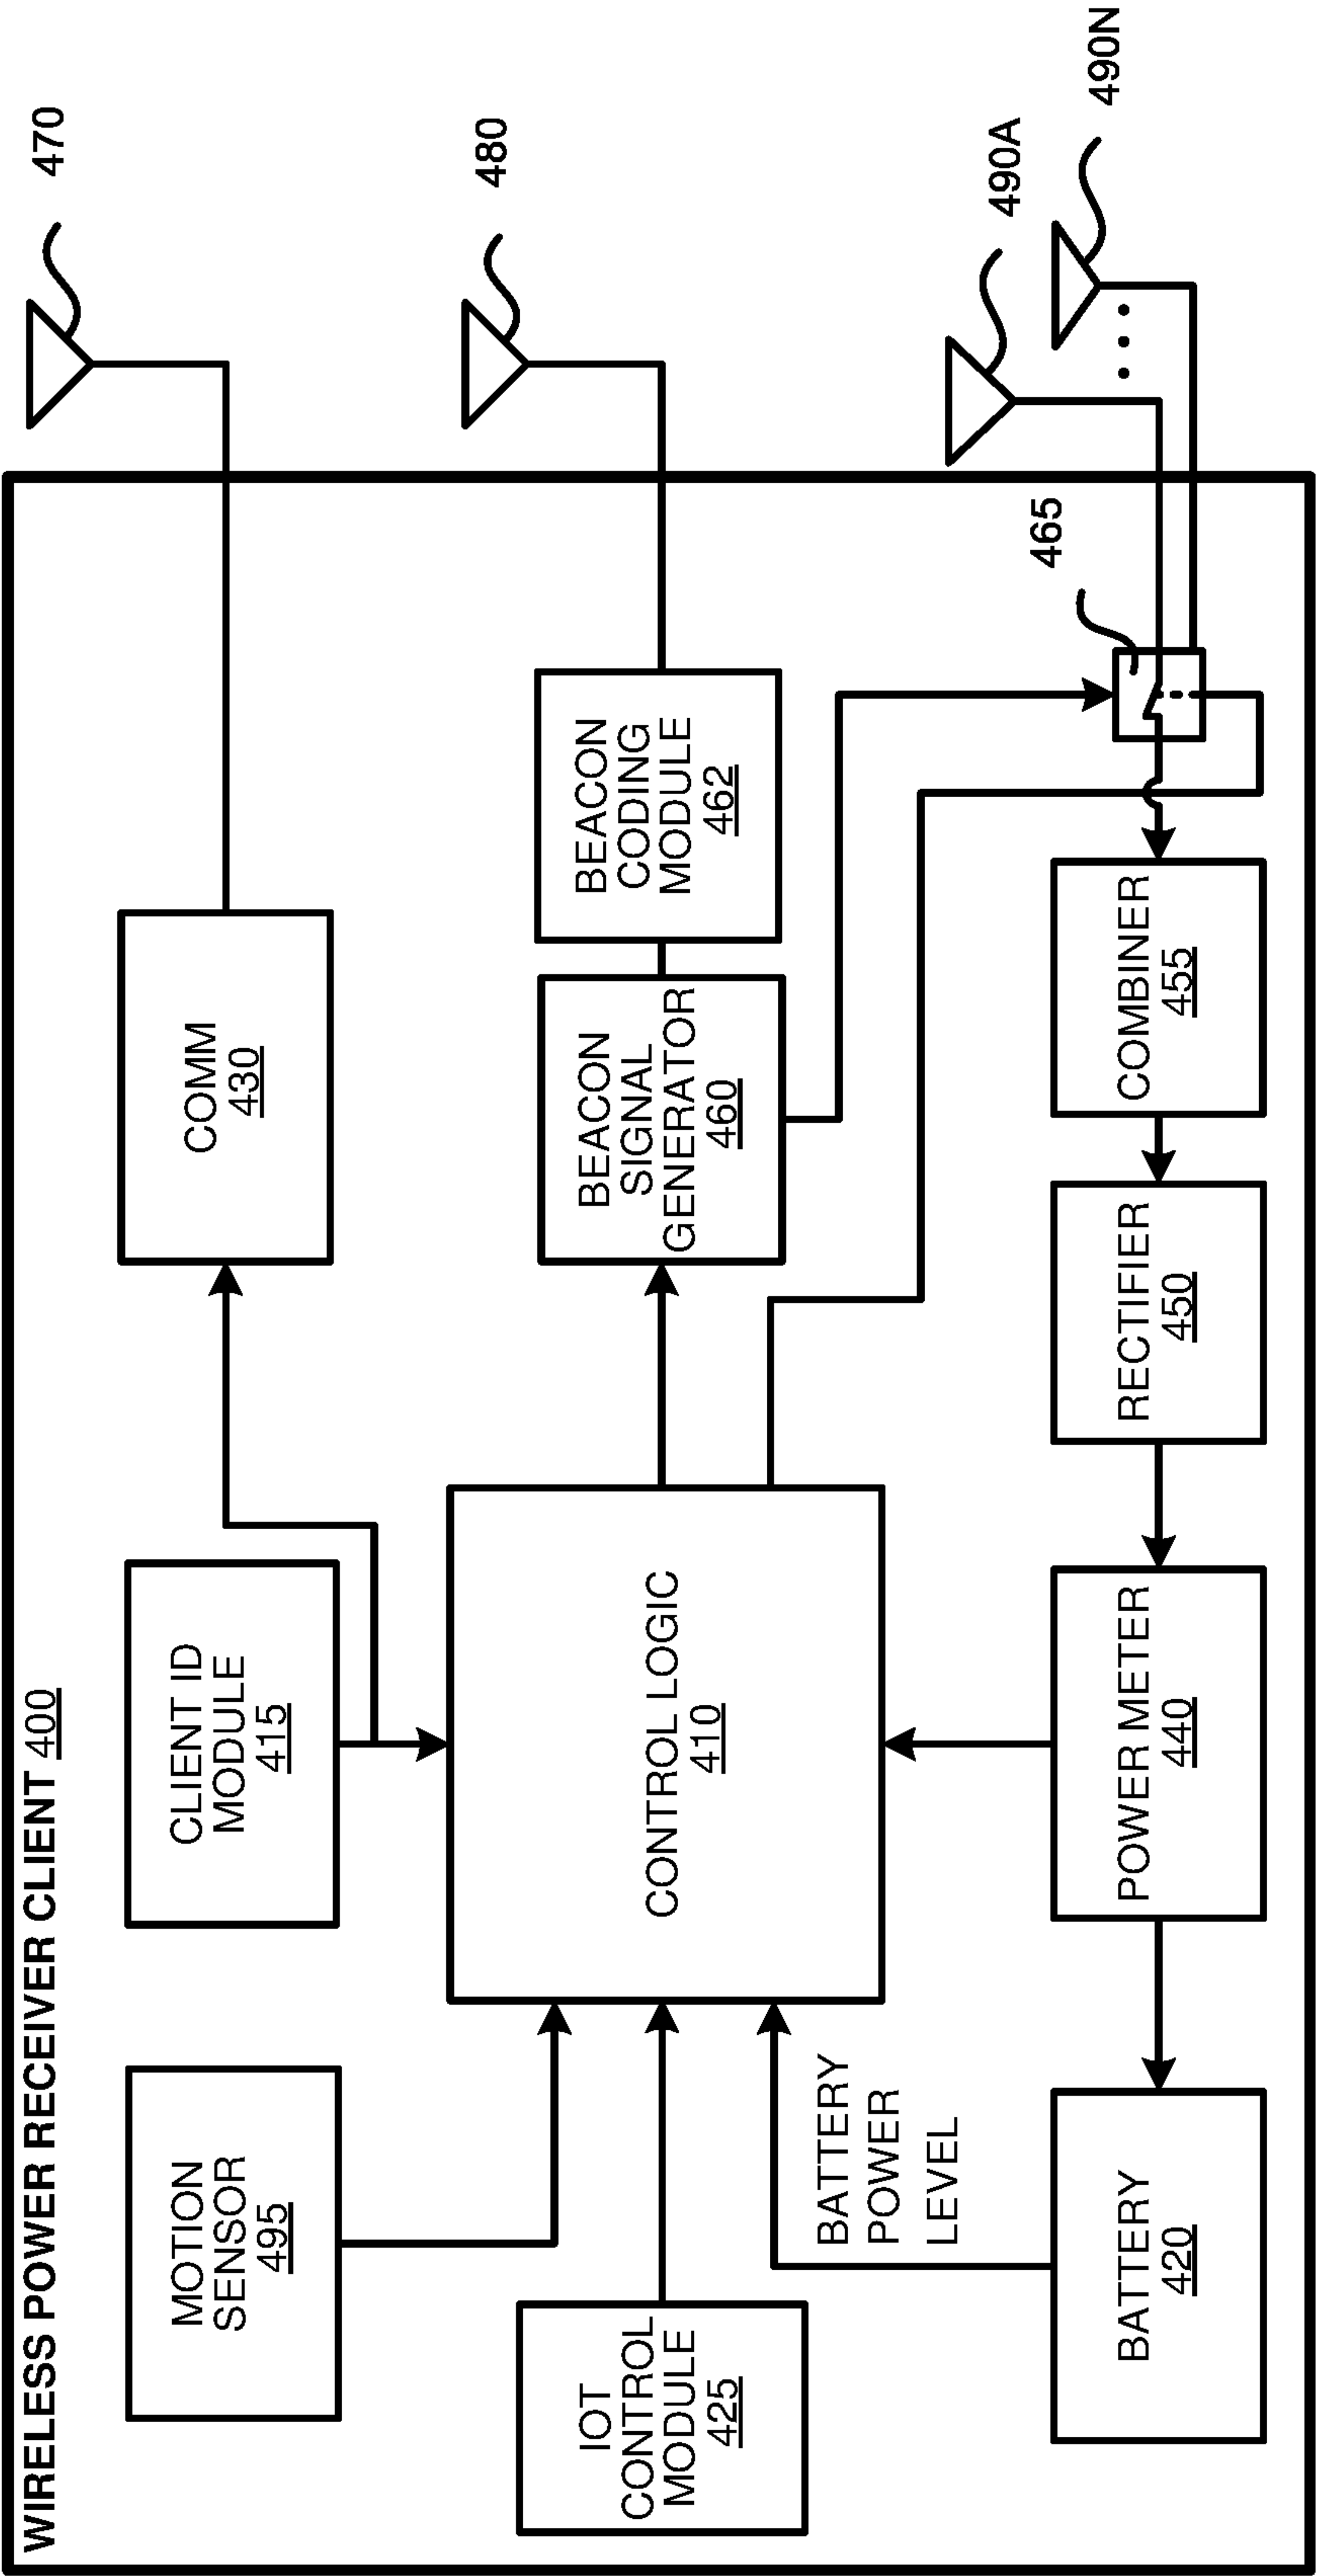 WIRELESS POWER RECEIVER CLIENT 400
MOTION
SENSOR
495
CLIENT ID
MODULE
415
COMM
430
470
IOT
CONTROL
MODULE
425
CONTROL LOGIC
410
BEACON
SIGNAL
GENERATOR
460
BEACON
CODING
MODULE
462
480
BATTERY
POWER
LEVEL
BATTERY
420
POWER METER
440
RECTIFIER
450
COMBINER
455
465
490A
490N